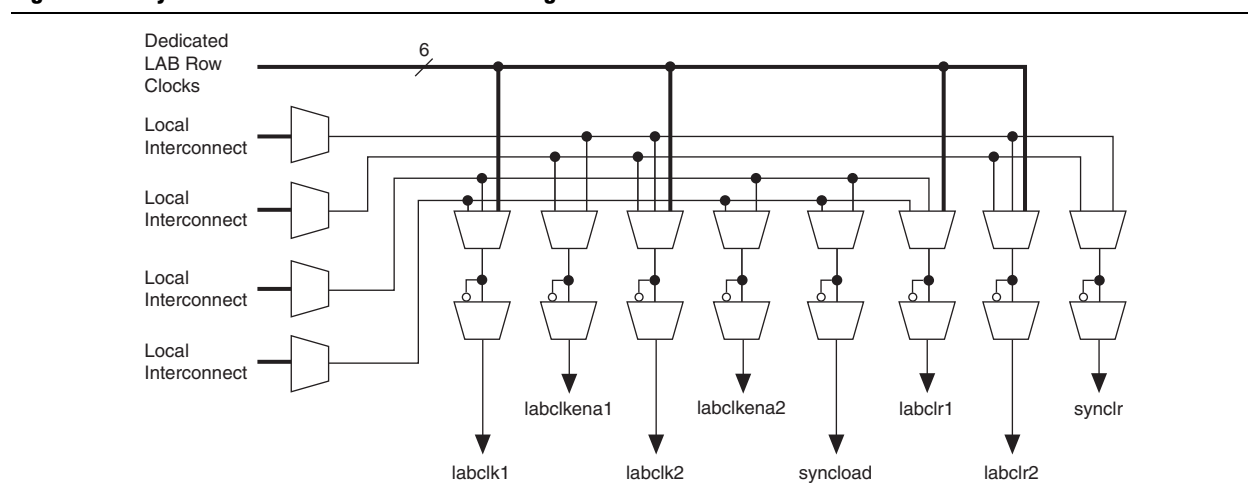 Dedicated
LAB Row
Clocks
6
Local
Interconnect
Local
Interconnect
Local
Interconnect
Local
Interconnect
labclkena1
labclkena2
labclr1
synclr
labclk1
labclk2
syncload
labclr2